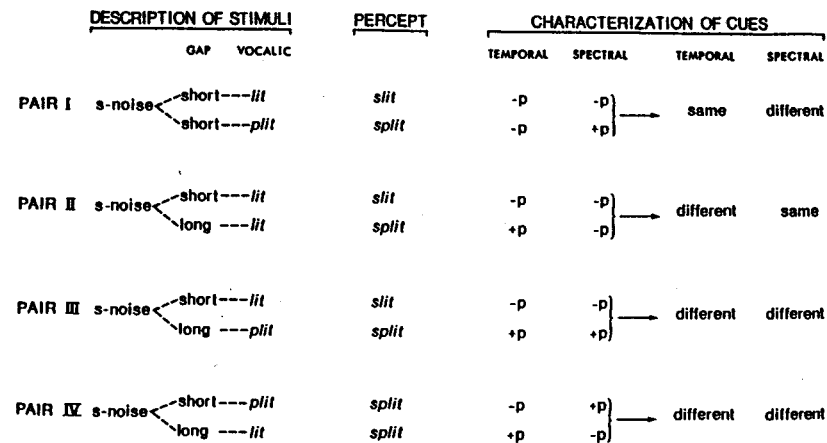 DESCRIPTION OF STIMULI PERCEPT CHARACTERIZATION OF CUES
GAP VOCALIC TEMPORAL SPECTRAL TEMPORAL SPECTRAL
short---lit slit -p -p
PAIR I s-noise same different
short---plit split -p +p
short---lit slit -p -p
PAIR II s-noise different same
long ---lit split +p -p
short---lit slit -p -p
PAIR III s-noise different different
long ---plit split +p +p
short---plit split -p +p
PAIR IV s-noise different different
long ---lit split +p -p